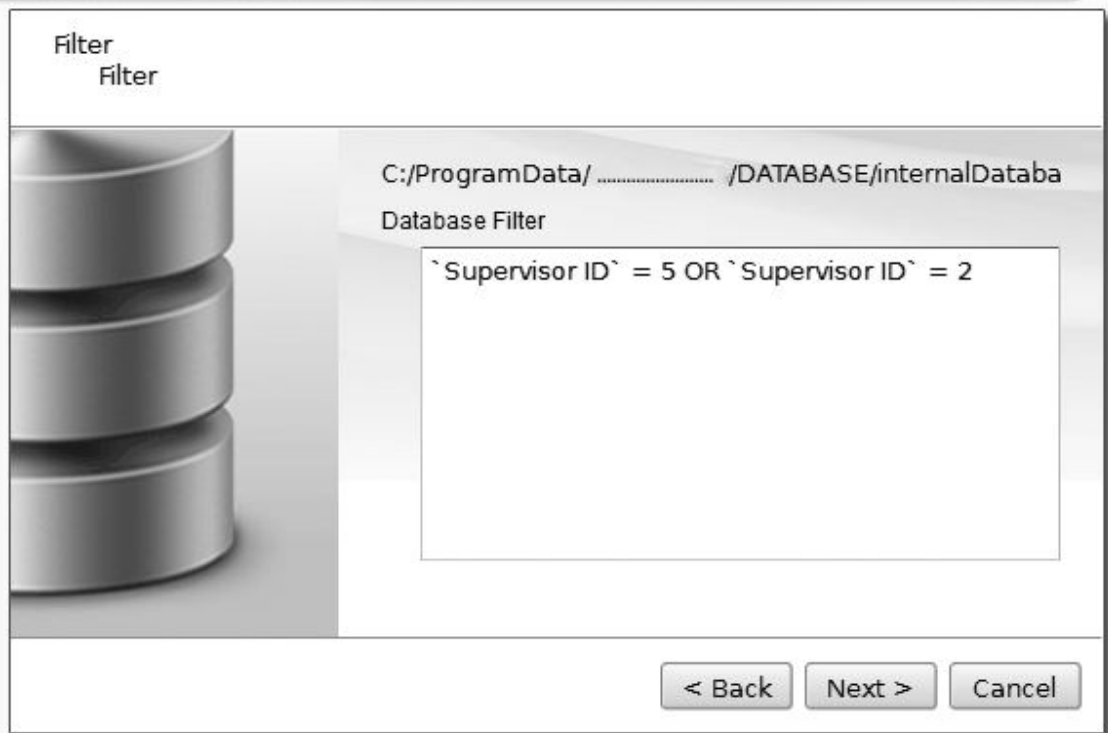 Filter
Filter
C:/ProgramData/ ........................ /DATABASE/internalDataba
Database Filter
`Supervisor ID` = 5 OR `Supervisor ID` = 2
< Back
Next >
Cancel